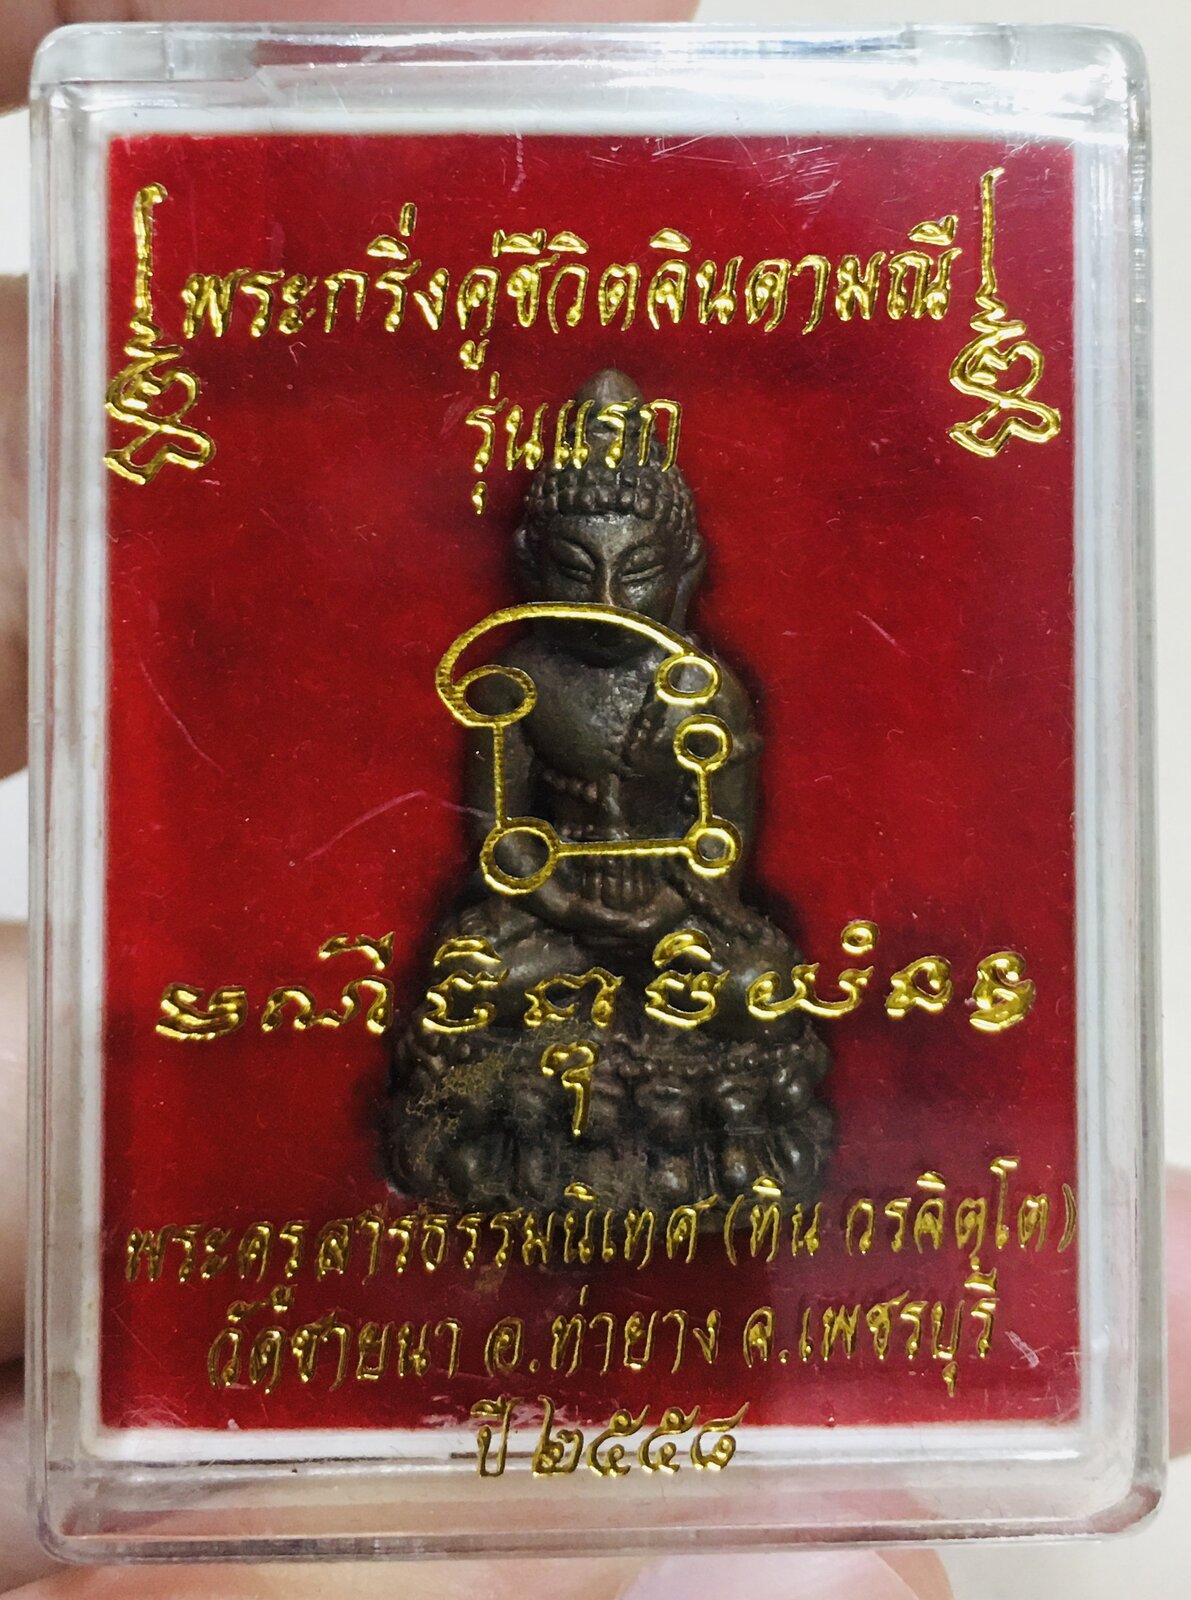 พระกริ่งคู่ชีวิตจินดามณี
รุ่นแรก
พระครูสารธรรมนิเทศ (ทิน วรจิตฺโต)
วัดชายนา อ.ท่ายาง จ.เพชรบุรี
ปี ๒๕๕๘